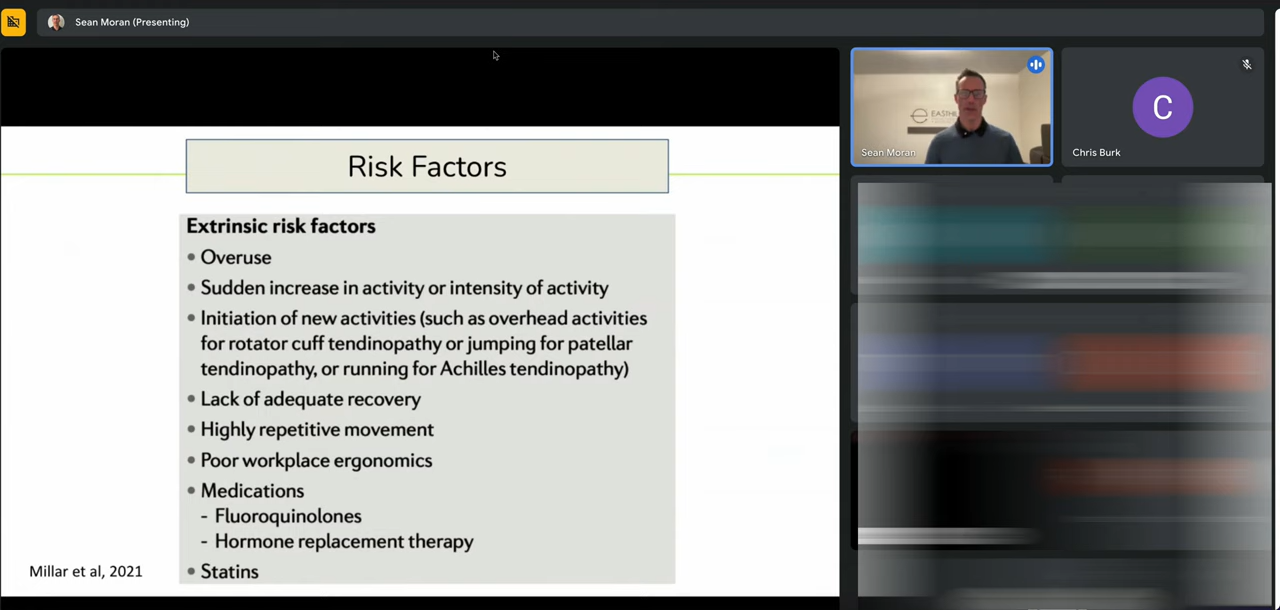 Sean Moran (Presenting)
Risk Factors
Extrinsic risk factors
• Overuse
• Sudden increase in activity or intensity of activity
• Initiation of new activities (such as overhead activities
for rotator cuff tendinopathy or jumping for patellar
tendinopathy, or running for Achilles tendinopathy)
• Lack of adequate recovery
• Highly repetitive movement
• Poor workplace ergonomics
• Medications
- Fluoroquinolones
- Hormone replacement therapy
• Statins
Millar et al, 2021
Sean Moran
C
Chris Burk